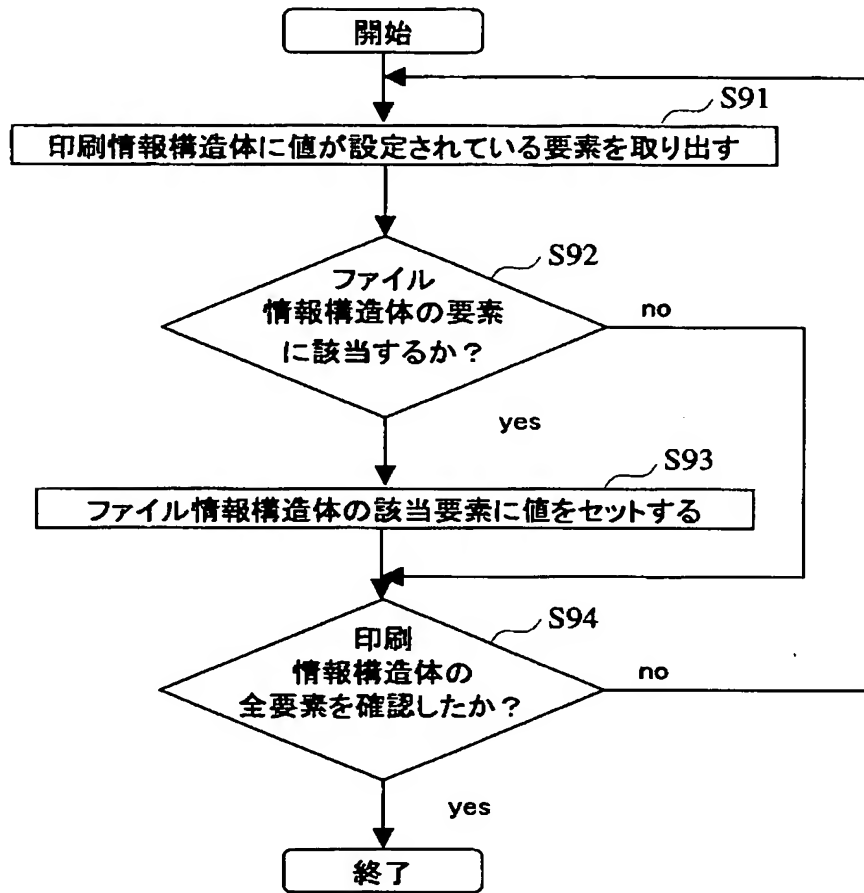 開始
S91
印刷情報構造体に値が設定されている要素を取り出す
S92
ファイル
情報構造体の要素
に該当するか?
no
yes
S93
ファイル情報構造体の該当要素に値をセットする
S94
印刷
情報構造体の
全要素を確認したか?
no
yes
終了